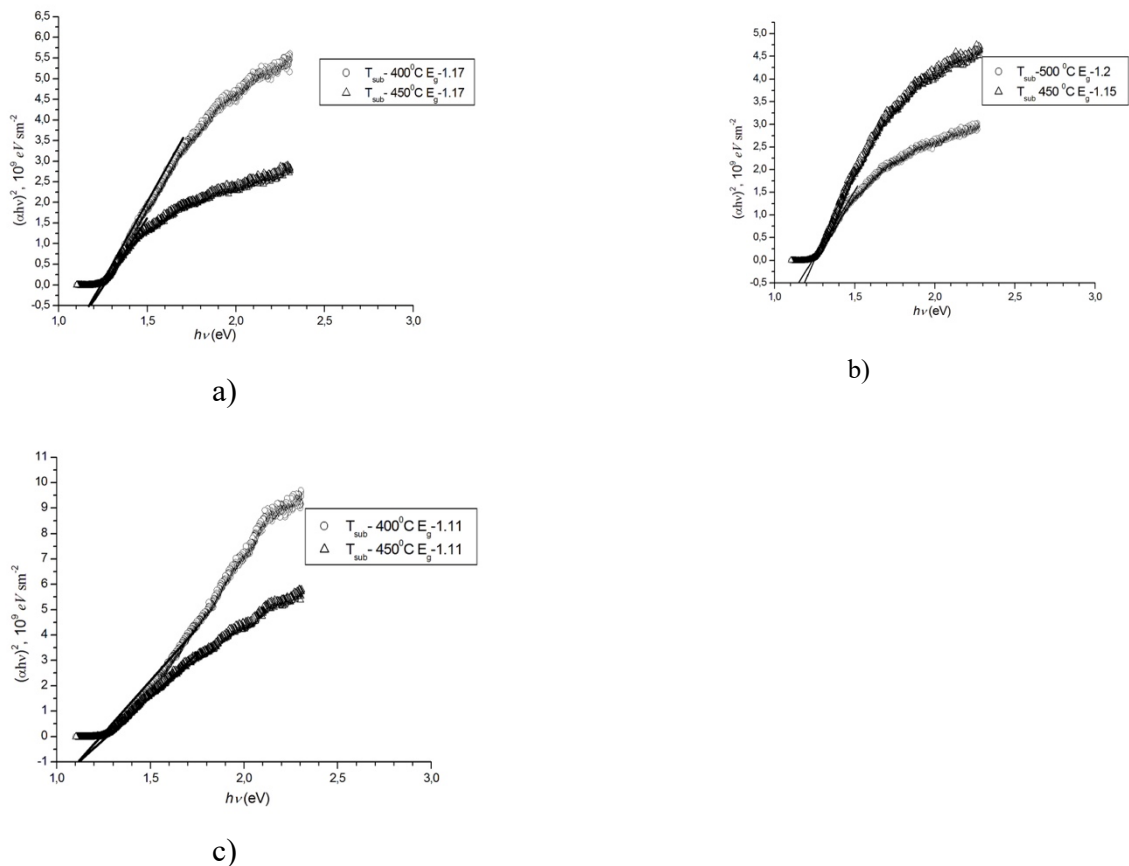 6,5
6,0
5,5
5,0
4,5
4,0
3,5
3,0
2,5
2,0
1,5
1,0
0,5
0,0
-0,5
(αhν)², 10⁹ eV sm⁻²
T_sub- 400⁰C E_g-1.17
T_sub- 450⁰C E_g-1.17
1,0 1,5 2,0 2,5 3,0
hν(eV)
a)
5,0
4,5
4,0
3,5
3,0
2,5
2,0
1,5
1,0
0,5
0,0
-0,5
(αhν)², 10⁹ eV sm⁻²
T_sub-500 ⁰C E_g-1.2
T_sub 450 ⁰C E_g-1.15
1,0 1,5 2,0 2,5 3,0
hν(eV)
b)
11
10
9
8
7
6
5
4
3
2
1
0
-1
(αhν)², 10⁹ eV sm⁻²
T_sub- 400⁰C E_g-1.11
T_sub- 450⁰C E_g-1.11
1,0 1,5 2,0 2,5 3,0
hν(eV)
c)